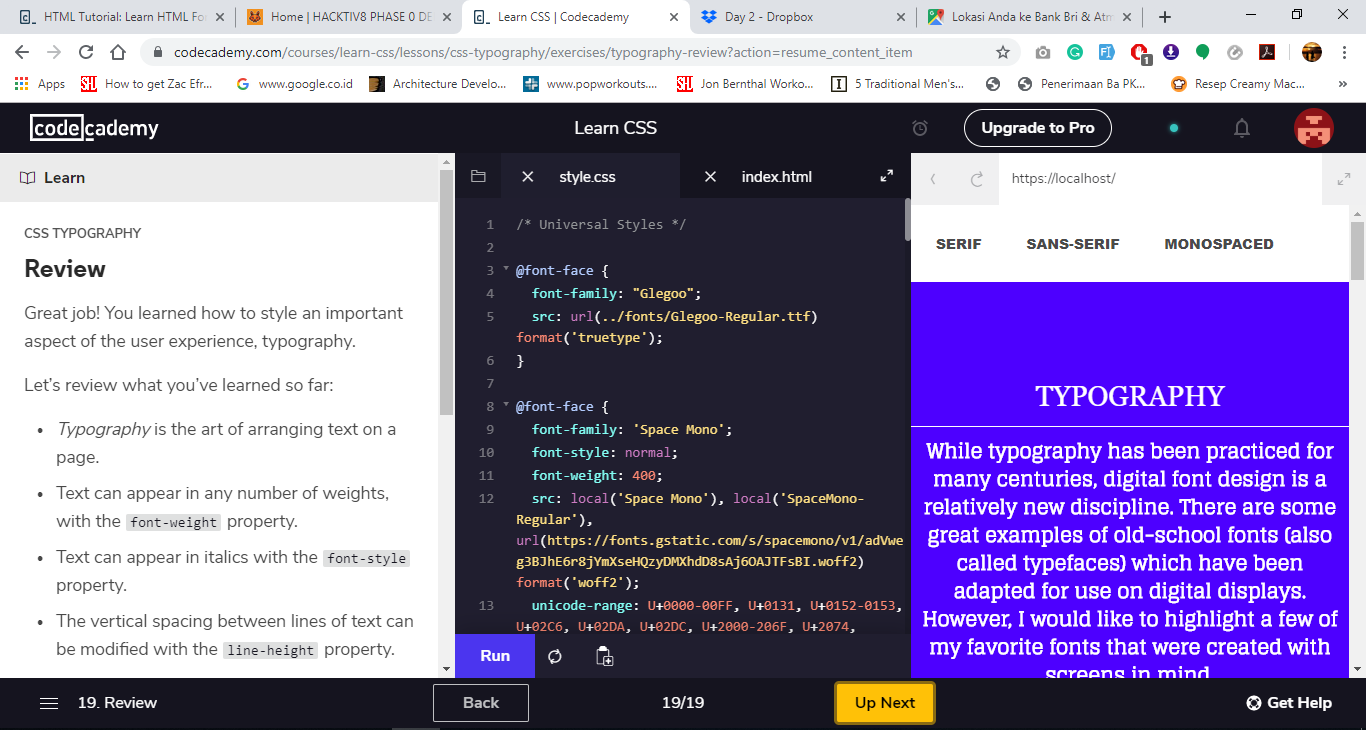 HTML Tutorial: Learn HTML Fo
Home | HACKTIV8 PHASE 0 DE
Learn CSS | Codecademy
Day 2 - Dropbox
Lokasi Anda ke Bank Bri & Atm
codecademy.com/courses/learn-css/lessons/css-typography/exercises/typography-review?action=resume_content_item
Apps
How to get Zac Efr...
www.google.co.id
Architecture Develo...
www.popworkouts....
Jon Bernthal Worko...
5 Traditional Men's...
Penerimaan Ba PK...
Resep Creamy Mac...
codecademy
Learn CSS
Upgrade to Pro
Learn
CSS TYPOGRAPHY
Review
Great job! You learned how to style an important
aspect of the user experience, typography.
Let's review what you've learned so far:
• Typography is the art of arranging text on a
page.
• Text can appear in any number of weights,
with the font-weight property.
• Text can appear in italics with the font-style
property.
• The vertical spacing between lines of text can
be modified with the line-height property.
style.css
index.html
1 /* Universal Styles */
2
3 @font-face {
4 font-family: "Glegoo";
5 src: url(../fonts/Glegoo-Regular.ttf)
format('truetype');
6 }
7
8 @font-face {
9 font-family: 'Space Mono';
10 font-style: normal;
11 font-weight: 400;
12 src: local('Space Mono'), local('SpaceMono-
Regular'),
url(https://fonts.gstatic.com/s/spacemono/v1/adVwe
g3BJhE6r8jYmXseHQzyDMXhdD8sAj6OAJTFsBI.woff2)
format('woff2');
13 unicode-range: U+0000-00FF, U+0131, U+0152-0153,
U+02C6, U+02DA, U+02DC, U+2000-206F, U+2074,
Run
https://localhost/
SERIF
SANS-SERIF
MONOSPACED
TYPOGRAPHY
While typography has been practiced for
many centuries, digital font design is a
relatively new discipline. There are some
great examples of old-school fonts (also
called typefaces) which have been
adapted for use on digital displays.
However, I would like to highlight a few of
my favorite fonts that were created with
screens in mind.
19. Review
Back
19/19
Up Next
Get Help